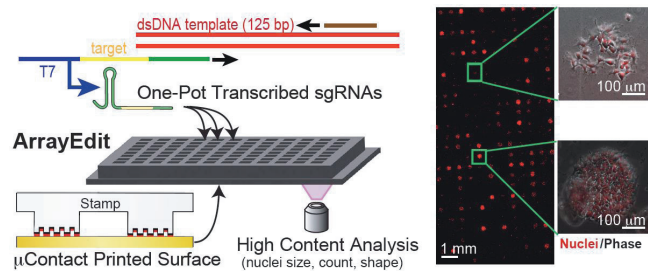 dsDNA template (125 bp)
target
T7
One-Pot Transcribed sgRNAs
ArrayEdit
Stamp
µContact Printed Surface
High Content Analysis
(nuclei size, count, shape)
100 µm
100 µm
1 mm
Nuclei/Phase